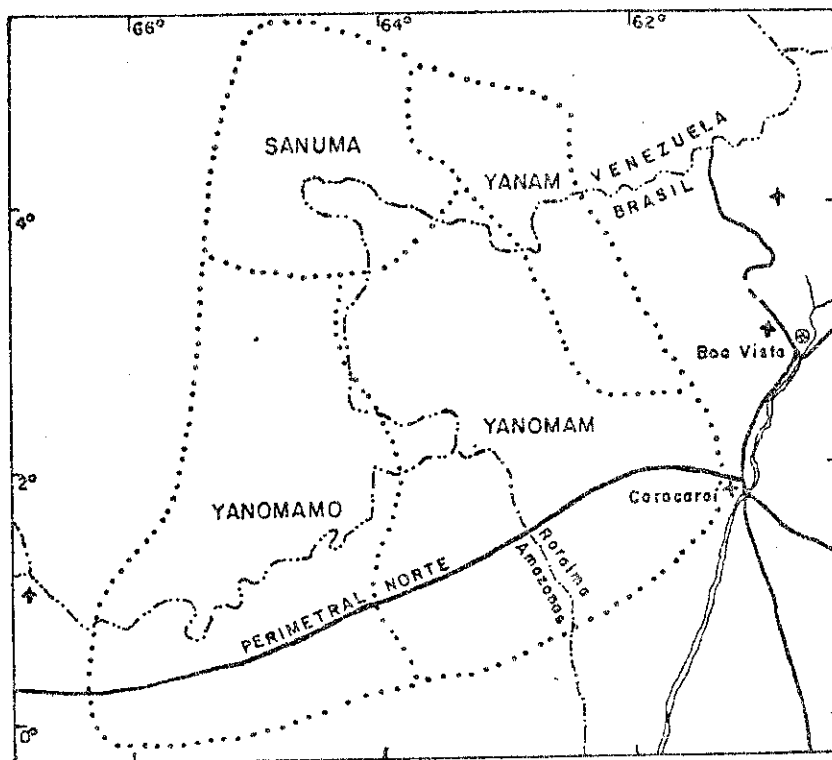 66°
64°
62°
SANUMA
YANAM
VENEZUELA
BRASIL
4°
Boa Vista
YANOMAM
2°
Caracaraí
YANOMAMO
Roraima
Amazonas
PERIMETRAL NORTE
0°